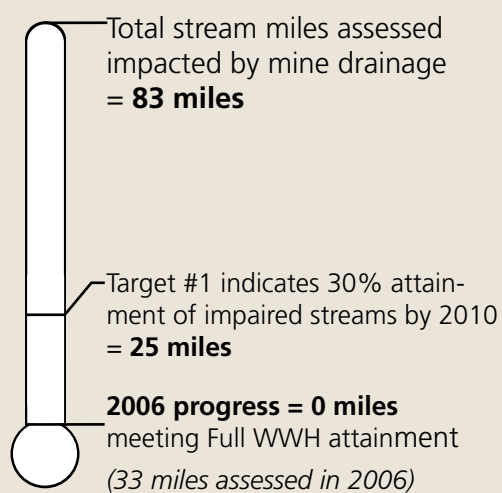 Total stream miles assessed
impacted by mine drainage
= 83 miles
Target #1 indicates 30% attain-
ment of impaired streams by 2010
= 25 miles
2006 progress = 0 miles
meeting Full WWH attainment
(33 miles assessed in 2006)